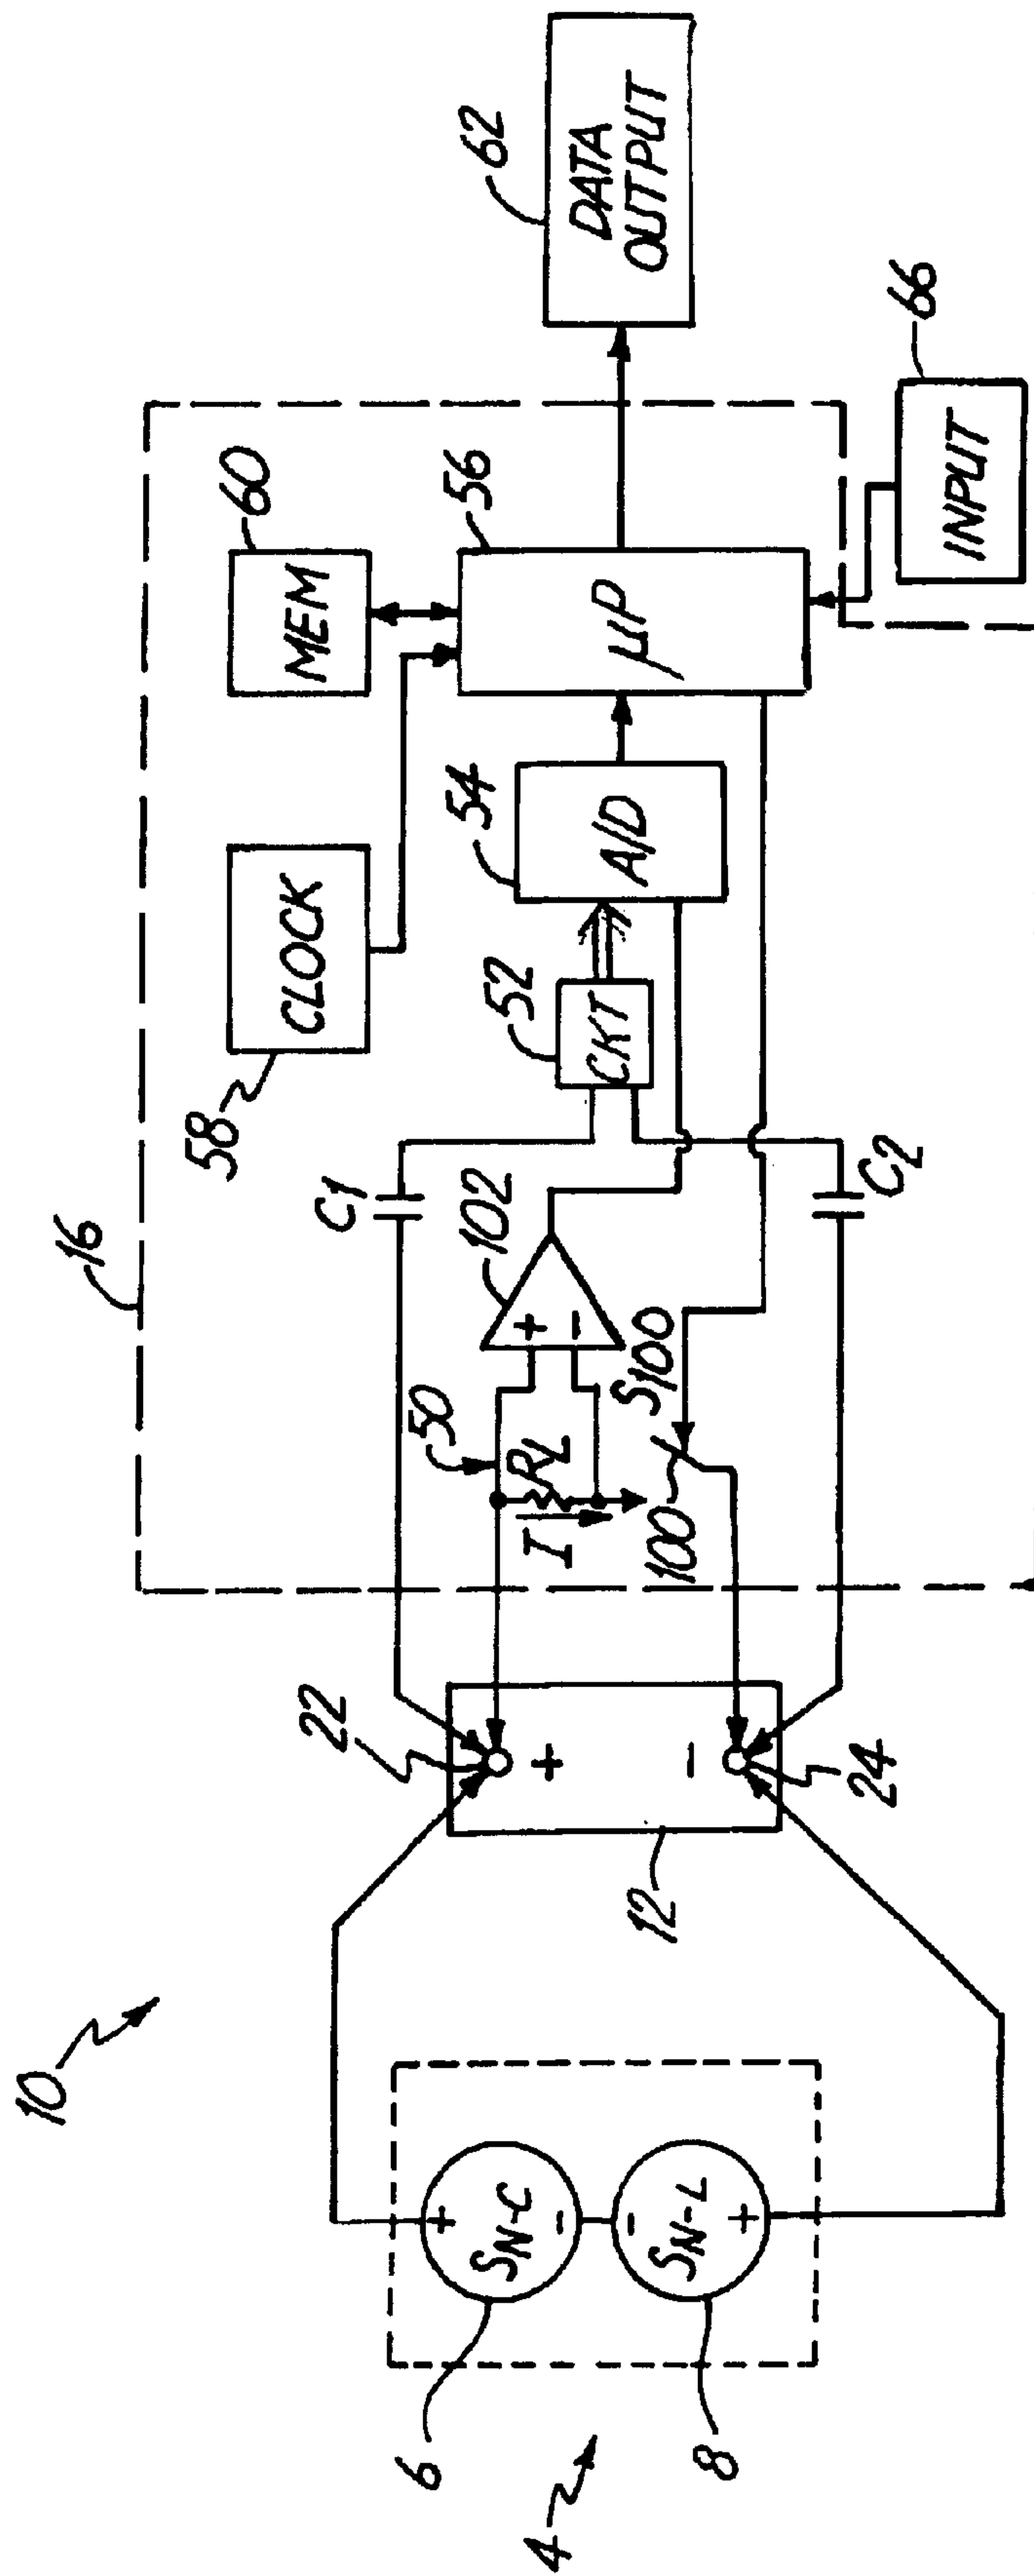 10
16
58
CLOCK
60
MEM
C1
22
50
102
54
56
62
DATA
OUTPUT
6
+
SN-C
-
+
I
RL
+
-
52
CKT
A/D
μP
4
-
SN-L
+
8
12
-
24
100
S100
C2
INPUT
66